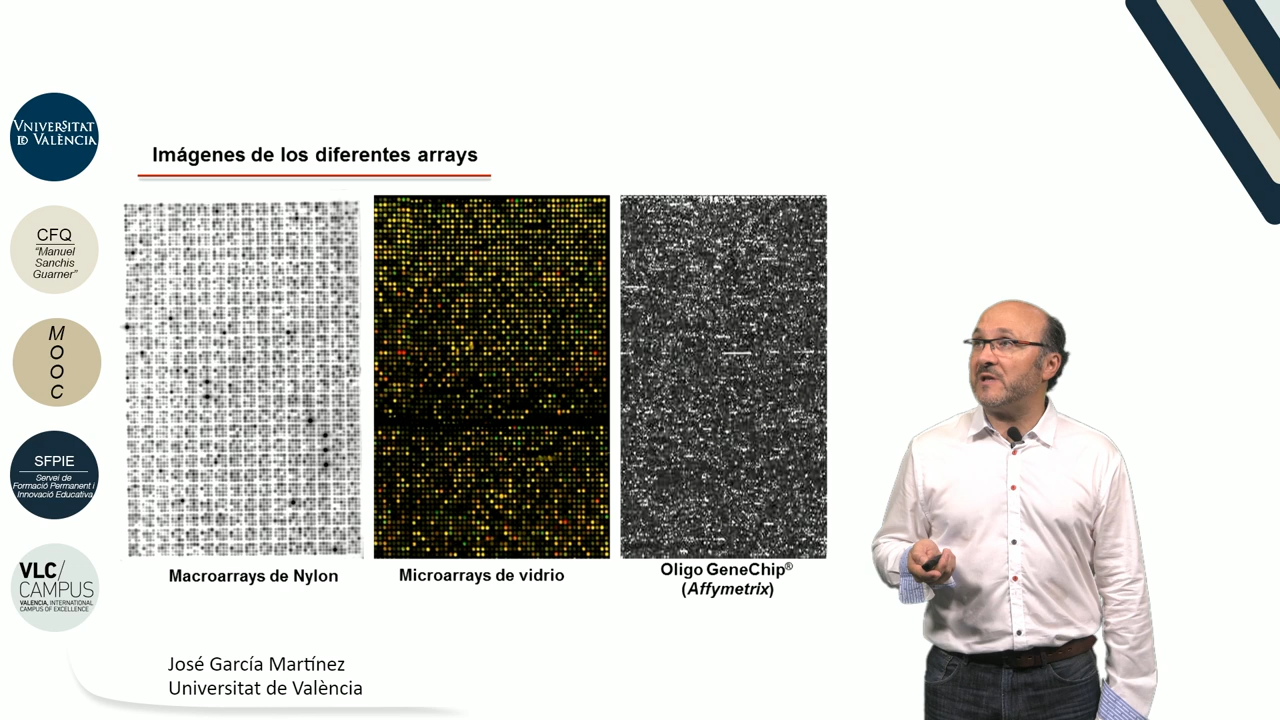 VNIVERSITAT
ID VALÈNCIA
CFQ
“Manuel
Sanchis
Guarner”
M
O
O
C
SFPIE
Servei de
Formació Permanent i
Innovació Educativa
VLC/
CAMPUS
VALENCIA, INTERNATIONAL
CAMPUS OF EXCELLENCE
Imágenes de los diferentes arrays
Macroarrays de Nylon
Microarrays de vidrio
Oligo GeneChip®
(Affymetrix)
José García Martínez
Universitat de València